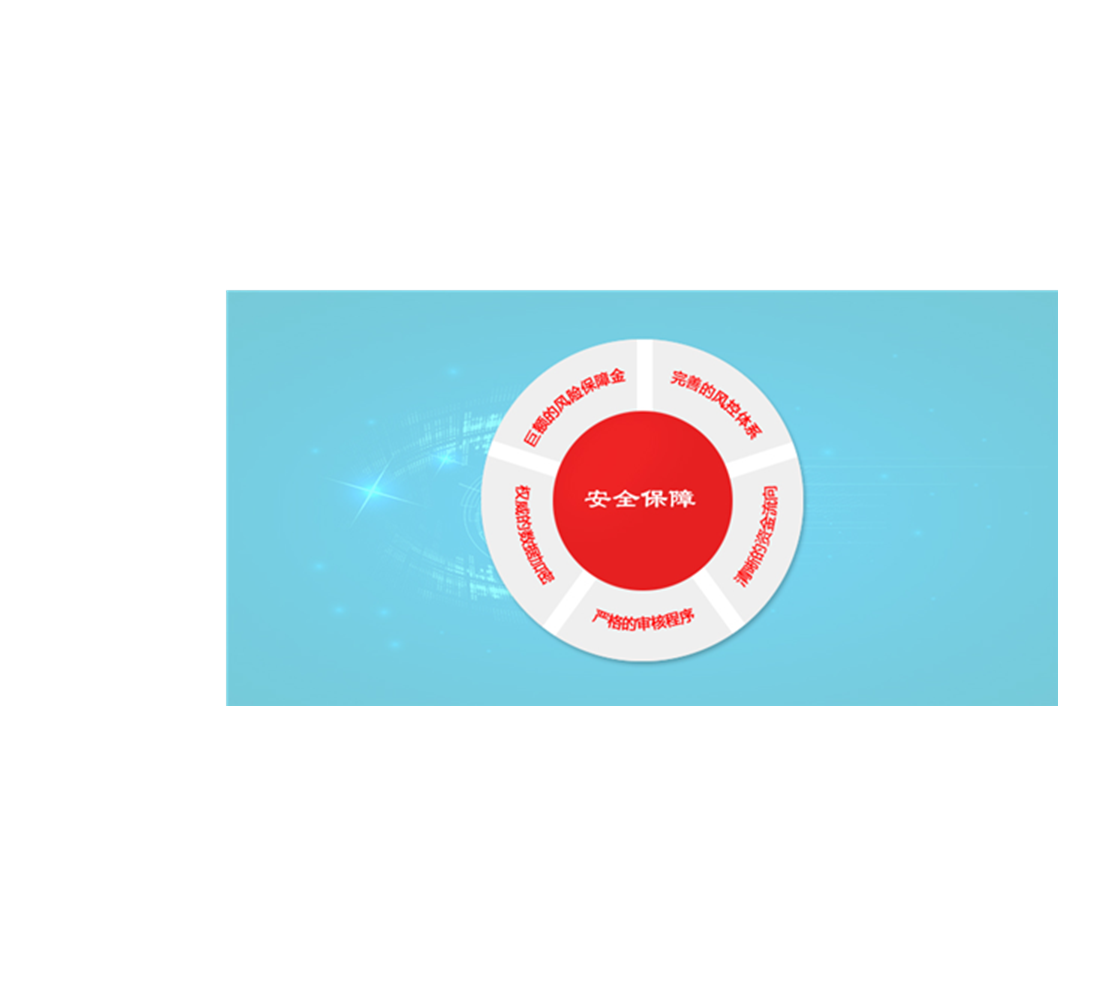 巨额的风险保障金
完善的风控体系
安全保障
权威的数据加密
清晰的资金流向
严格的审核程序